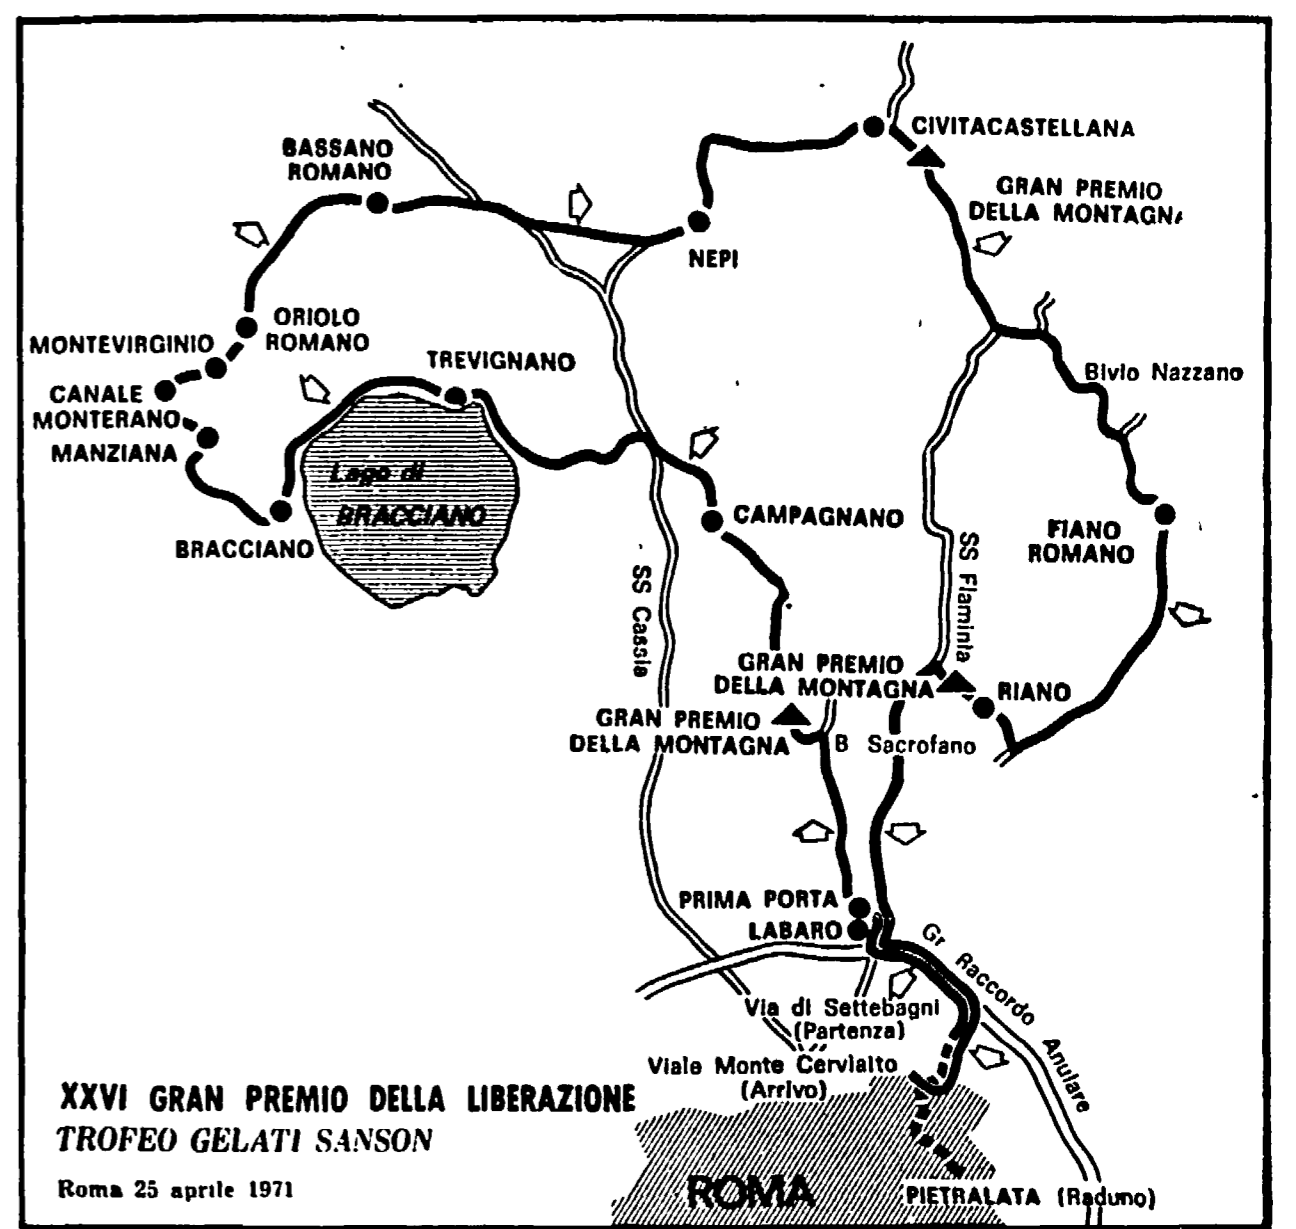 CIVITACASTELLANA
BASSANO
ROMANO
GRAN PREMIO
DELLA MONTAGNA
NEPI
ORIOLO
ROMANO
MONTEVIRGINIO
TREVIGNANO
CANALE
MONTERANO
MANZIANA
Bivio Nazzano
Lago di
BRACCIANO
BRACCIANO
CAMPAGNANO
FIANO
ROMANO
SS Cassia
SS Flaminia
GRAN PREMIO
DELLA MONTAGNA
RIANO
GRAN PREMIO
DELLA MONTAGNA
B Sacrofano
PRIMA PORTA
LABARO
Gr Raccordo Anulare
Via di Settebagni
(Partenza)
Viale Monte Cervialto
(Arrivo)
XXVI GRAN PREMIO DELLA LIBERAZIONE
TROFEO GELATI SANSON
Roma 25 aprile 1971
ROMA
PIETRALATA (Raduno)